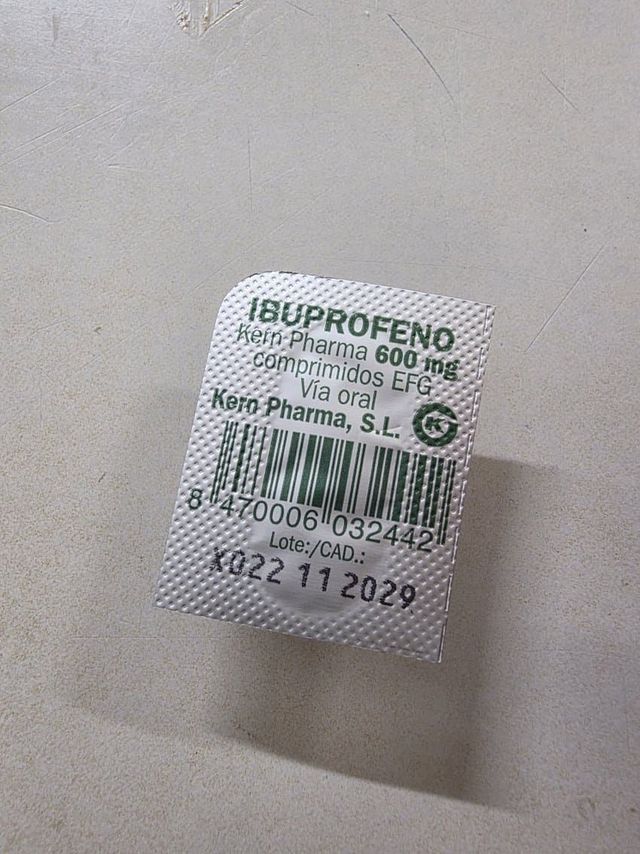 IBUPROFENO
Kern Pharma 600 mg
comprimidos EFG
Vía oral
Kern Pharma, S.L. K
8 470006 032442
Lote:/CAD.:
X022 11 2029